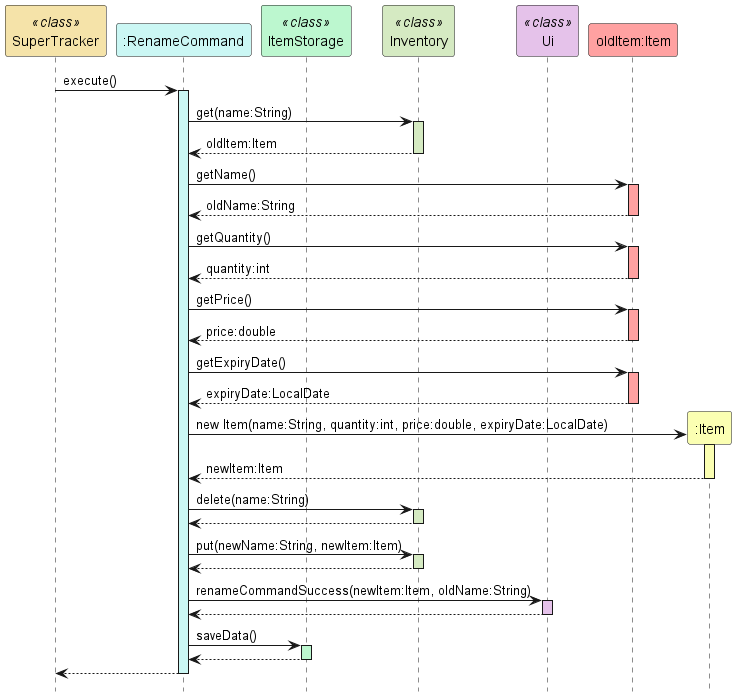 «class»
SuperTracker
:RenameCommand
«class»
ItemStorage
«class»
Inventory
«class»
Ui
oldItem:Item
execute()
get(name:String)
oldItem:Item
getName()
oldName:String
getQuantity()
quantity:int
getPrice()
price:double
getExpiryDate()
expiryDate:LocalDate
new Item(name:String, quantity:int, price:double, expiryDate:LocalDate)
:Item
newItem:Item
delete(name:String)
put(newName:String, newItem:Item)
renameCommandSuccess(newItem:Item, oldName:String)
saveData()